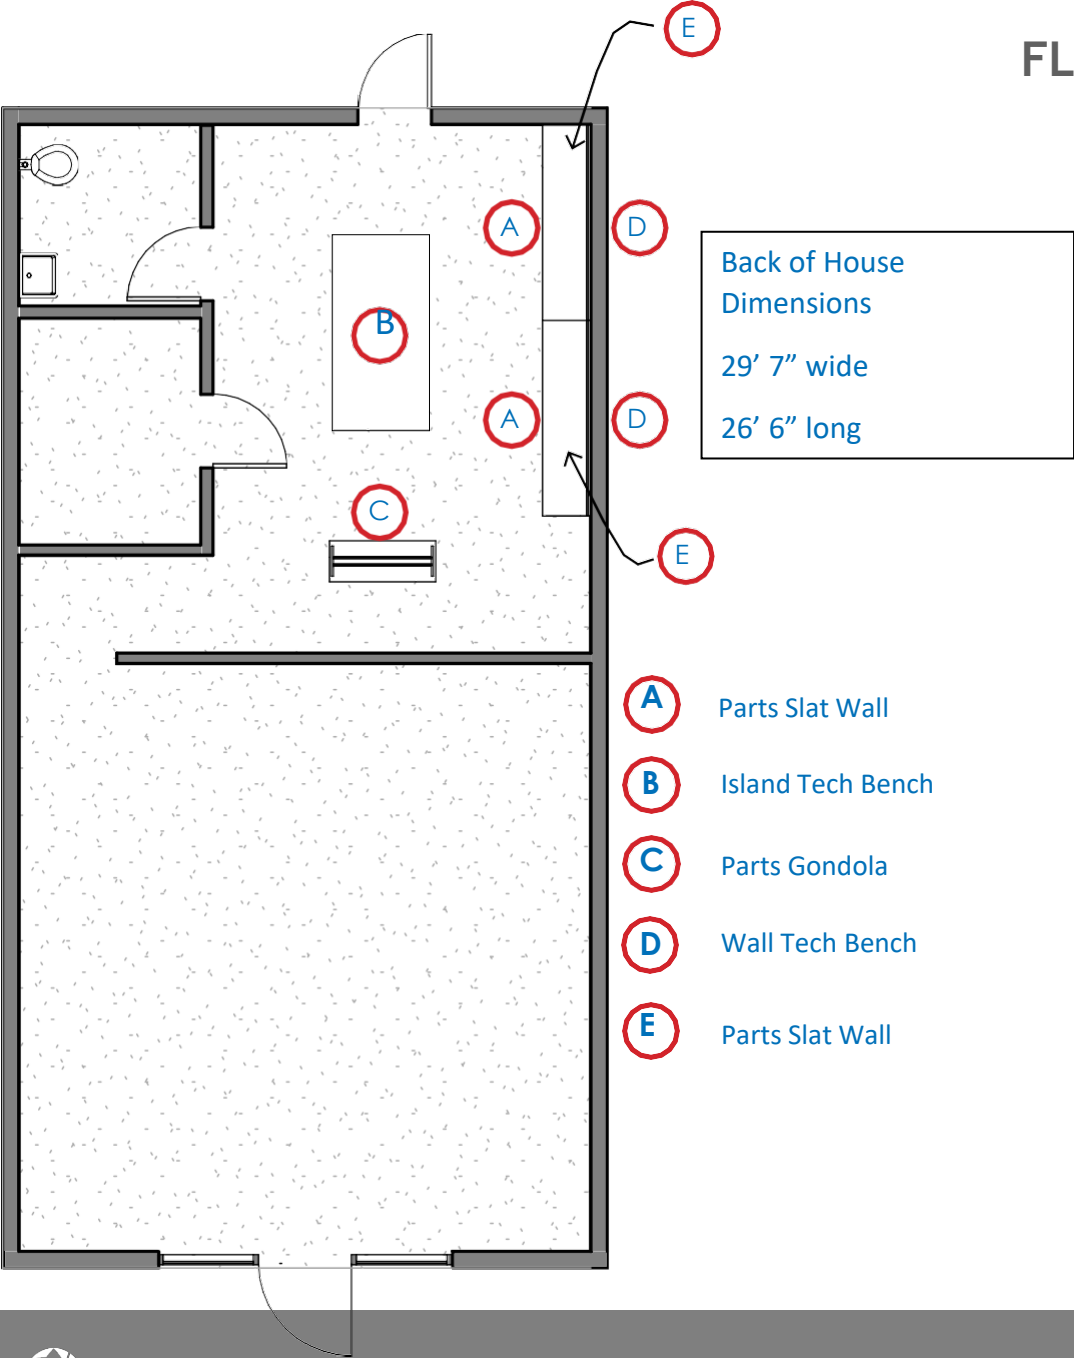 E
FL
A
D
Back of House
Dimensions
B
29’ 7” wide
A
D
26’ 6” long
C
E
A Parts Slat Wall
B Island Tech Bench
C Parts Gondola
D Wall Tech Bench
E Parts Slat Wall